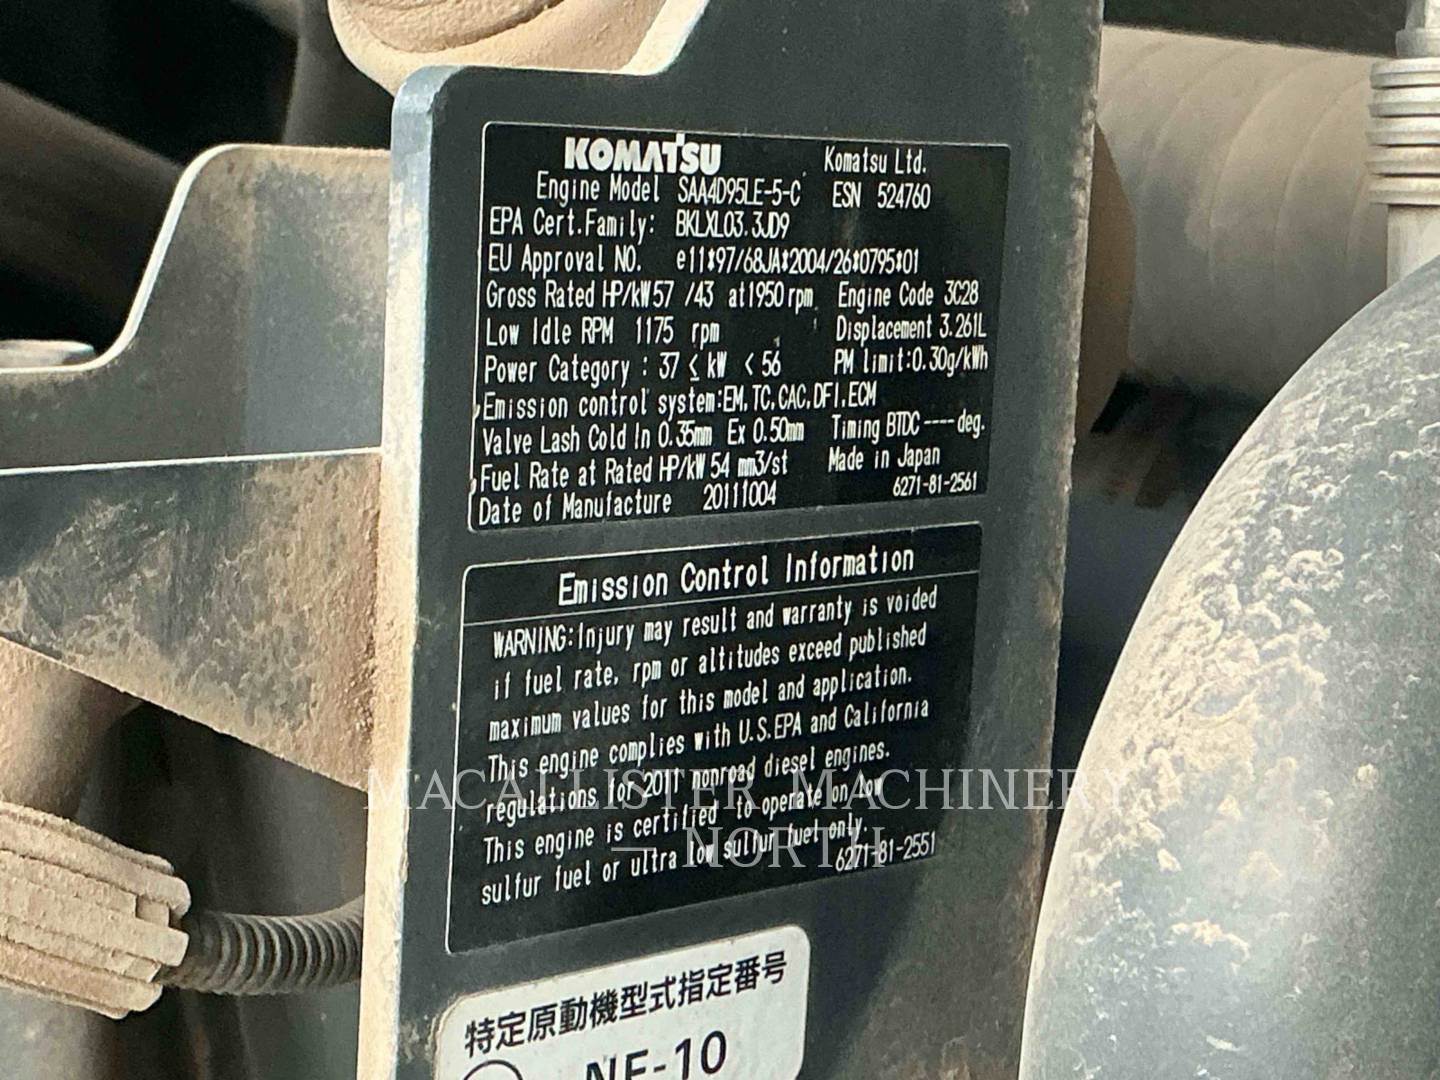 KOMATSU Komatsu Ltd.
Engine Model SAA4D95LE-5-C ESN 524760
EPA Cert.Family: BKLXL03.3JD9
EU Approval NO. e11*97/68JA*2004/26*0795*01
Gross Rated HP/kW 57 /43 at 1950 rpm Engine Code 3C28
Low Idle RPM 1175 rpm Displacement 3.261L
Power Category : 37 ≤ kW < 56 PM limit:0.30g/kWh
Emission control system:EM,TC,CAC,DFI,ECM
Valve Lash Cold In 0.35mm Ex 0.50mm Timing BTDC ----deg.
Fuel Rate at Rated HP/kW 54 mm3/st Made in Japan
Date of Manufacture 20111004 6271-81-2561
Emission Control Information
WARNING:Injury may result and warranty is voided
if fuel rate, rpm or altitudes exceed published
maximum values for this model and application.
This engine complies with U.S.EPA and California
regulations for 2011 nonroad diesel engines.
This engine is certified to operate on low
sulfur fuel or ultra low sulfur fuel only.
6271-81-2551
MACALLISTER MACHINERY
— NORTH
特定原動機型式指定番号
NE-10